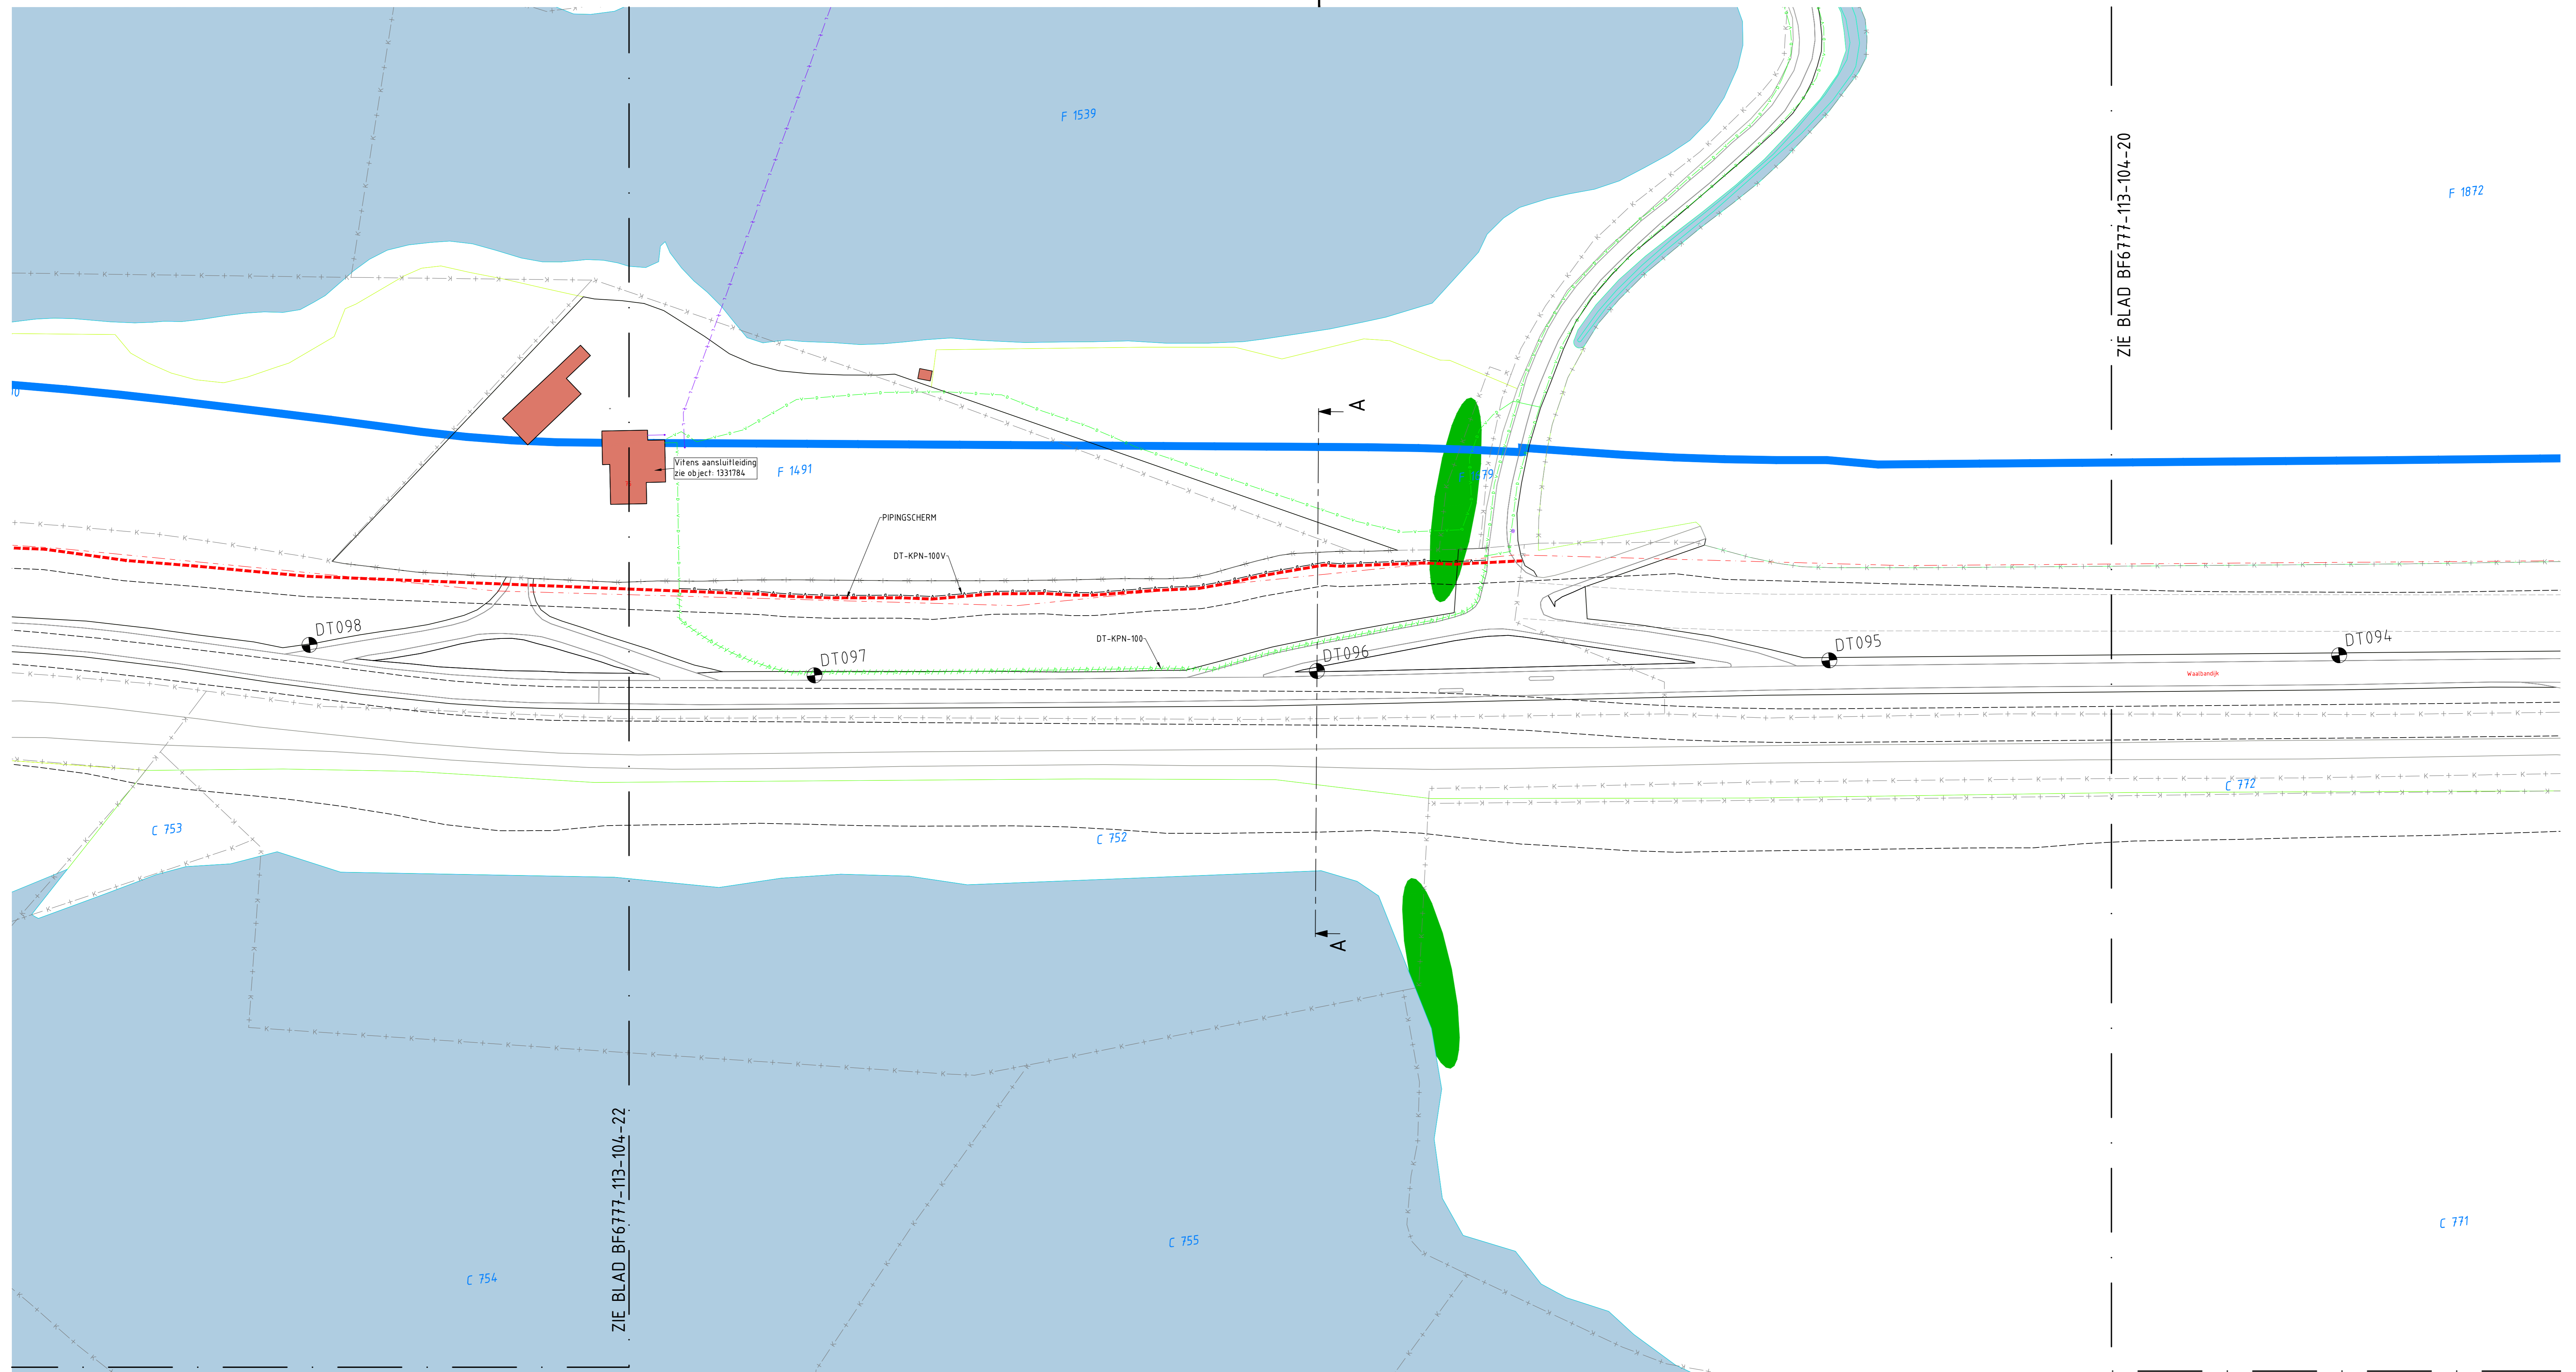 F 1539
ZIE BLAD BF6777-113-104-20
F 1872
A
Vitens aansluitleiding
zie object: 1331784
F 1491
PIPINGSCHERM
DT-KPN-100V
DT098
DT097
DT-KPN-100
DT096
DT095
DT094
Waalbandijk
C 753
C 752
C 772
A
ZIE BLAD BF6777-113-104-22
C 754
C 755
C 771